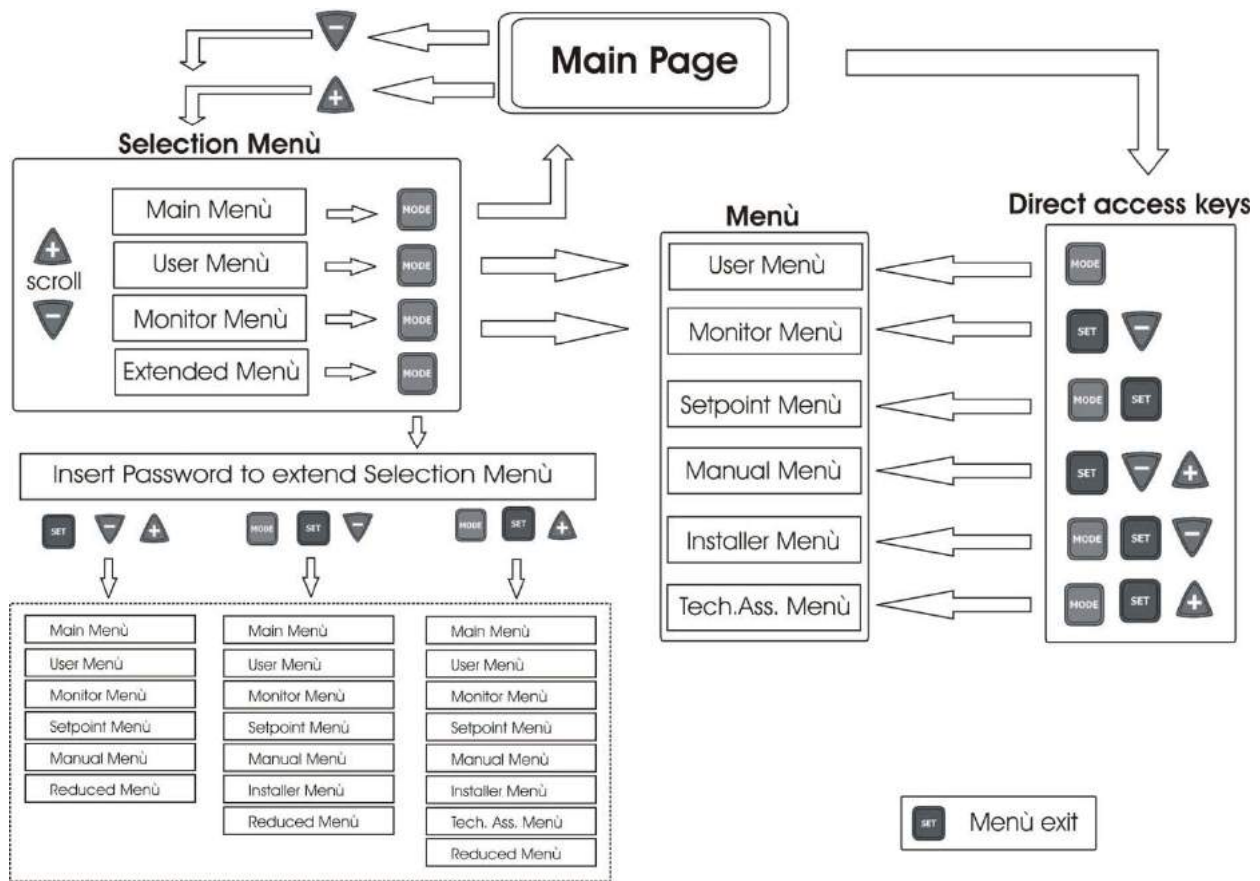 Main Page
−
+
Selection Menù
+
scroll
−
Main Menù MODE
User Menù MODE
Monitor Menù MODE
Extended Menù MODE
Insert Password to extend Selection Menù
SET − +
MODE SET −
MODE SET +
Main Menù
User Menù
Monitor Menù
Setpoint Menù
Manual Menù
Reduced Menù
Main Menù
User Menù
Monitor Menù
Setpoint Menù
Manual Menù
Installer Menù
Reduced Menù
Main Menù
User Menù
Monitor Menù
Setpoint Menù
Manual Menù
Installer Menù
Tech. Ass. Menù
Reduced Menù
Menù
User Menù
Monitor Menù
Setpoint Menù
Manual Menù
Installer Menù
Tech.Ass. Menù
Direct access keys
MODE
SET −
MODE SET
SET − +
MODE SET −
MODE SET +
SET Menù exit